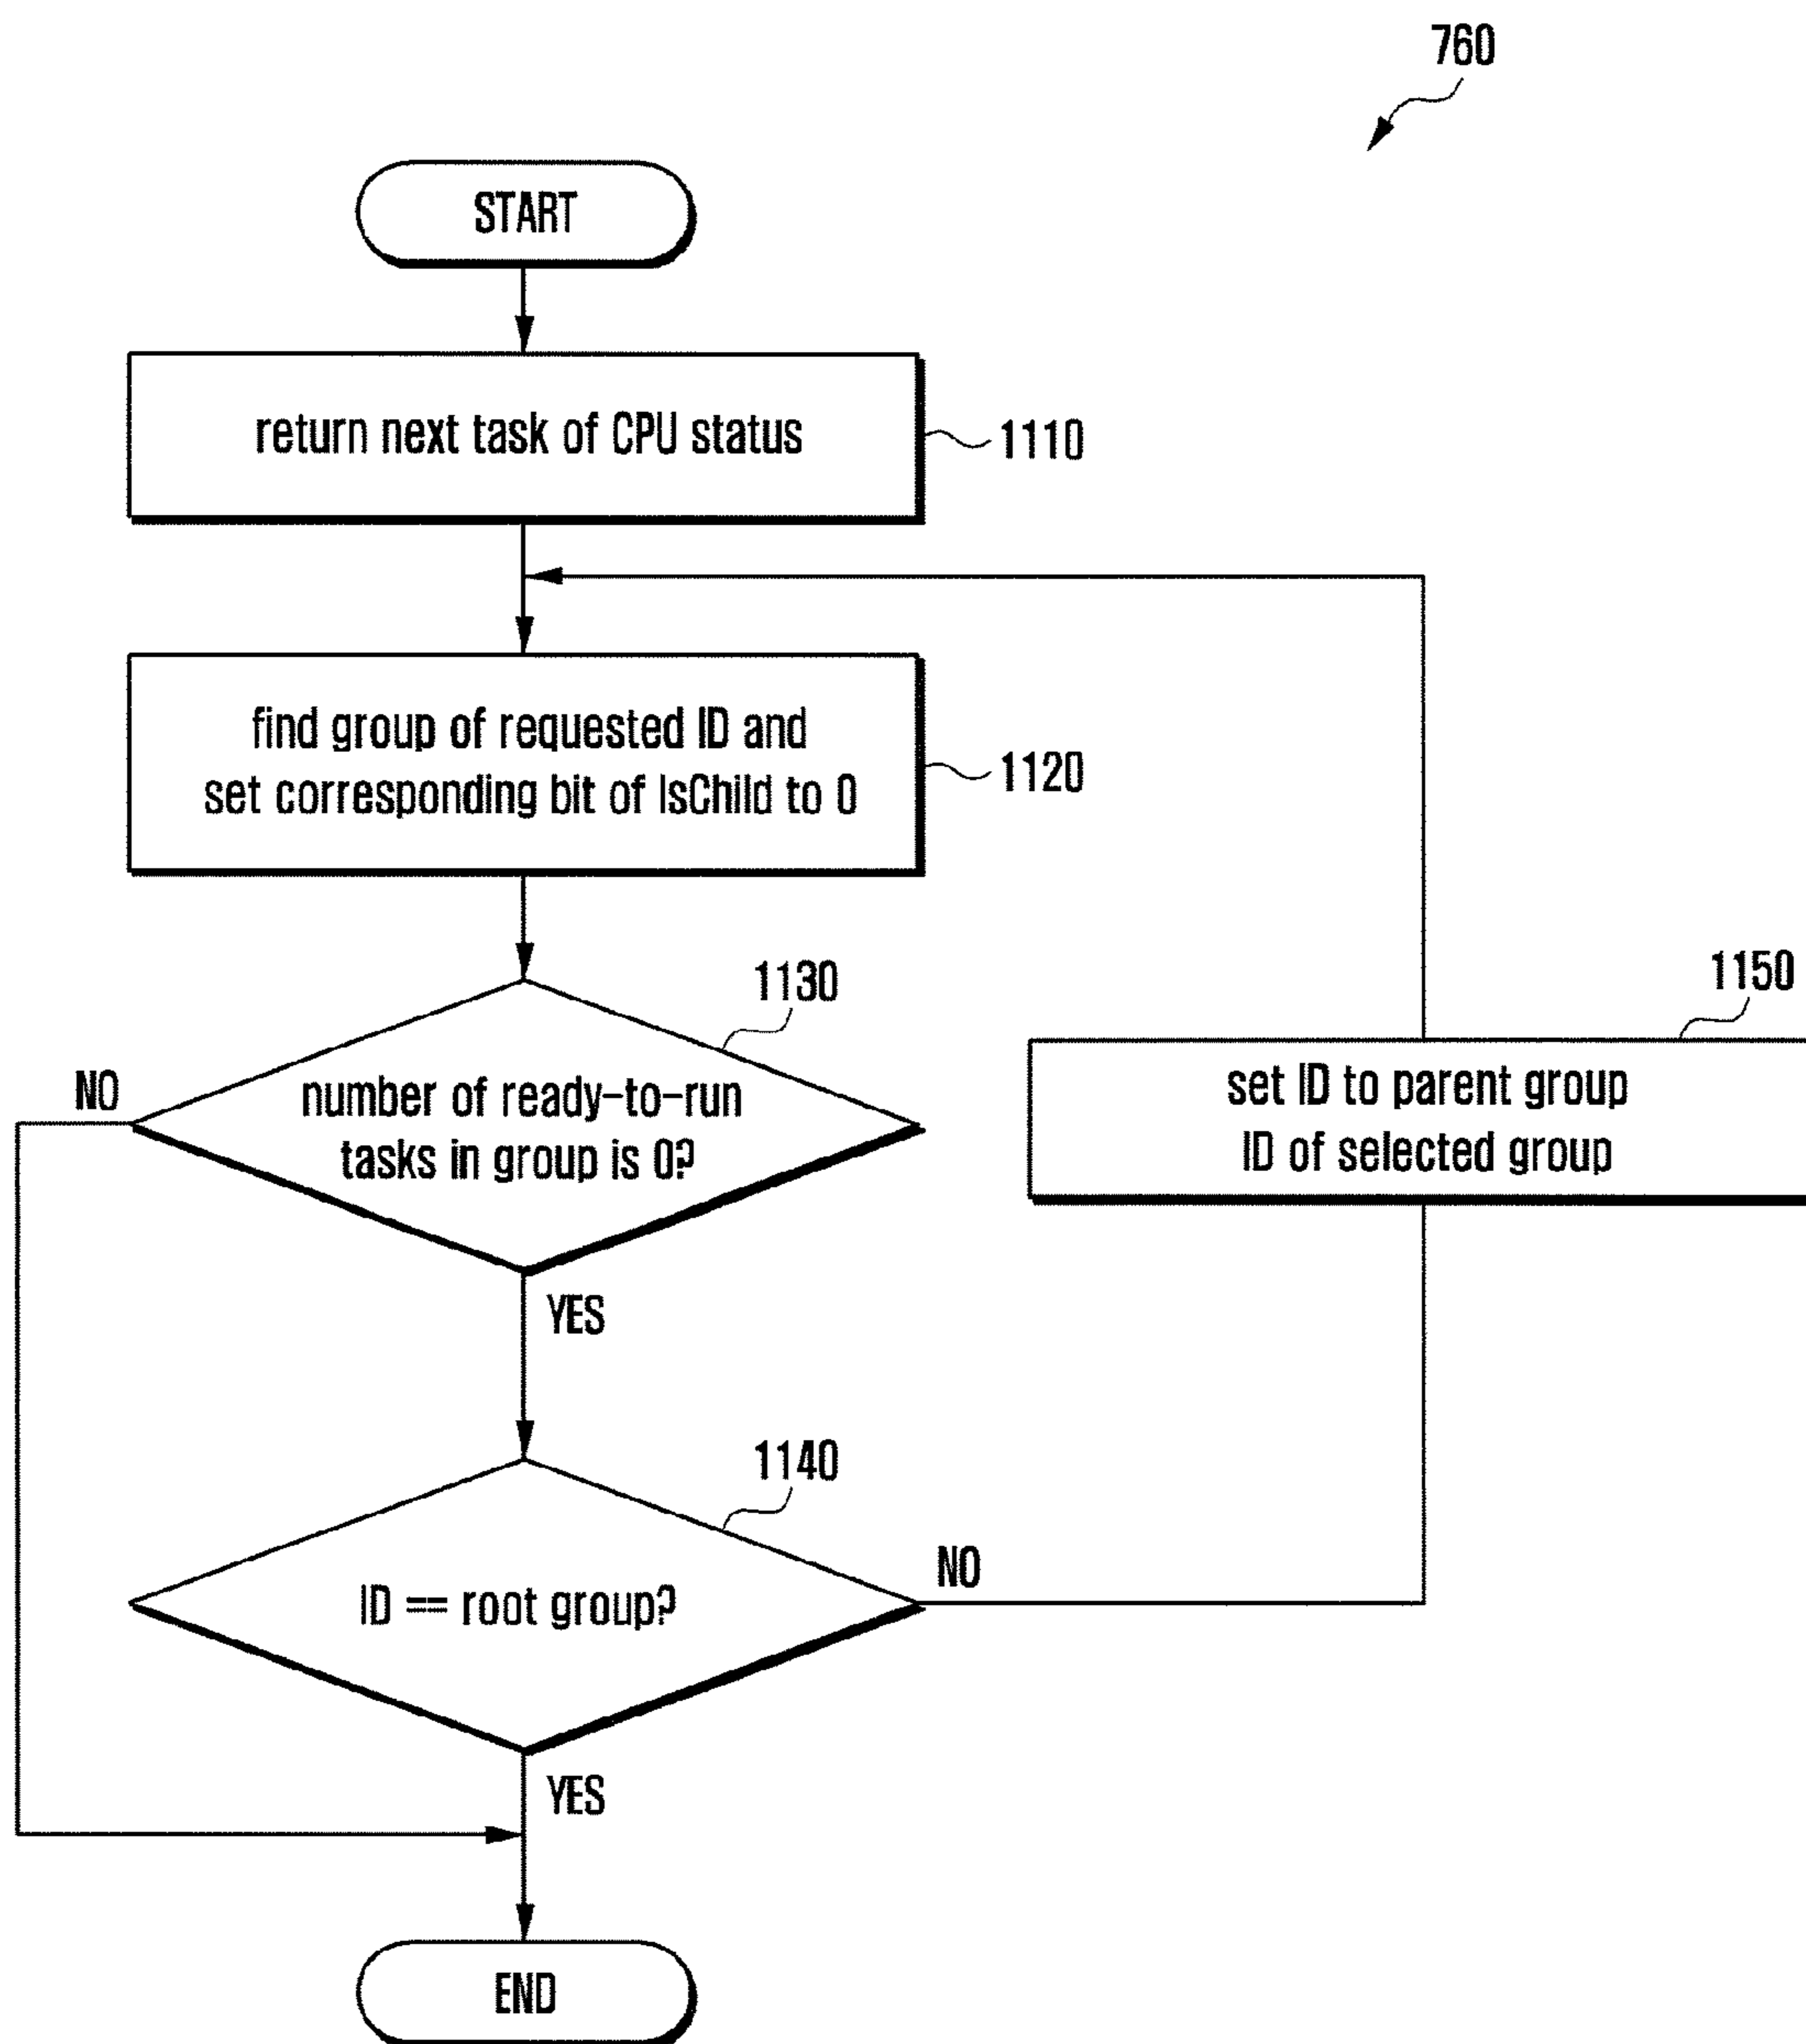 760
START
return next task of CPU status
1110
find group of requested ID and
set corresponding bit of IsChild to 0
1120
1130
NO
number of ready-to-run
tasks in group is 0?
1150
set ID to parent group
ID of selected group
YES
1140
NO
ID == root group?
YES
END